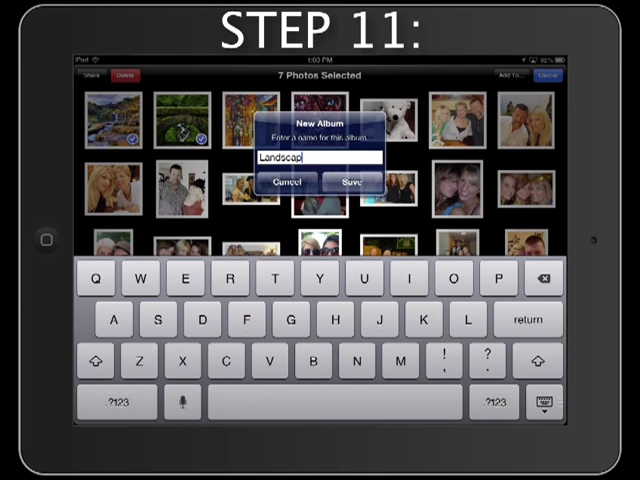 STEP 11:
iPad 1:03 PM 92%
Share Delete 7 Photos Selected Add To... Cancel
New Album
Enter a name for this album.
Landscap
Cancel Save
Q W E R T Y U I O P
A S D F G H J K L return
Z X C V B N M ! , ? .
.?123 .?123